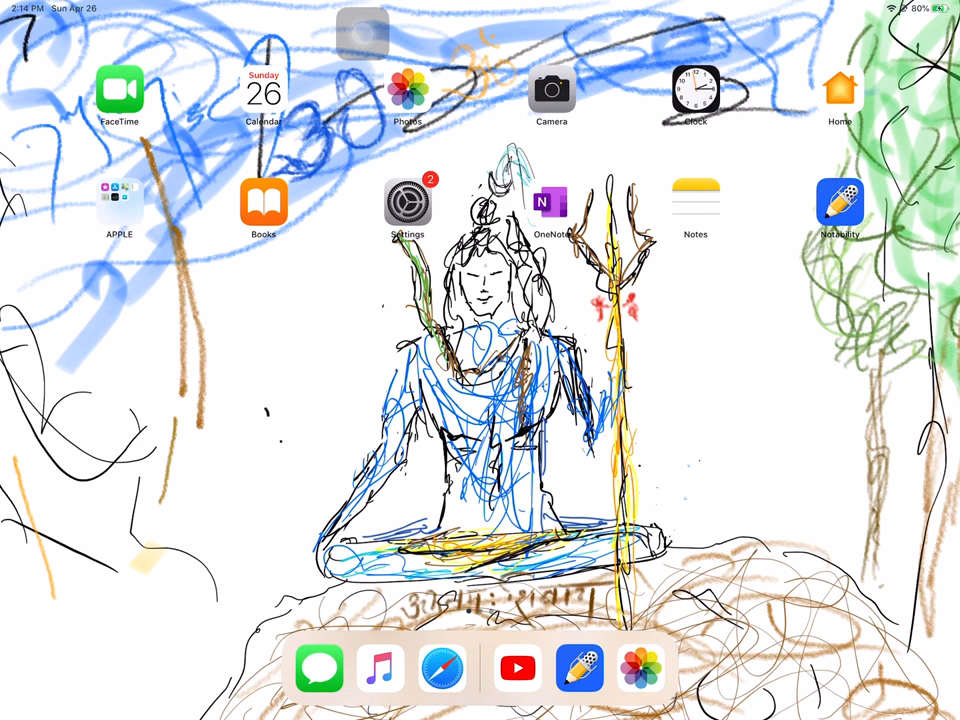 2:14 PM Sun Apr 26 80%
ॐ
Sunday
26
FaceTime Calendar Photos Camera Clock Home
2
N
APPLE Books Settings OneNote Notes Notability
ॐ नमः शिवाय